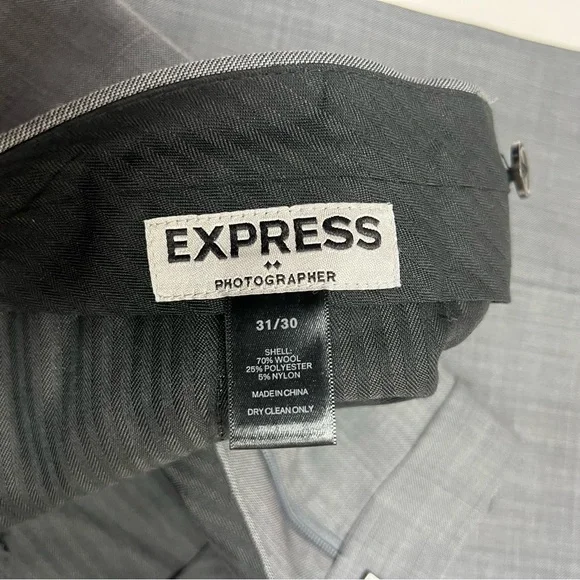 EXPRESS
PHOTOGRAPHER
31/30
SHELL:
70% WOOL
25% POLYESTER
5% NYLON
MADE IN CHINA
DRY CLEAN ONLY